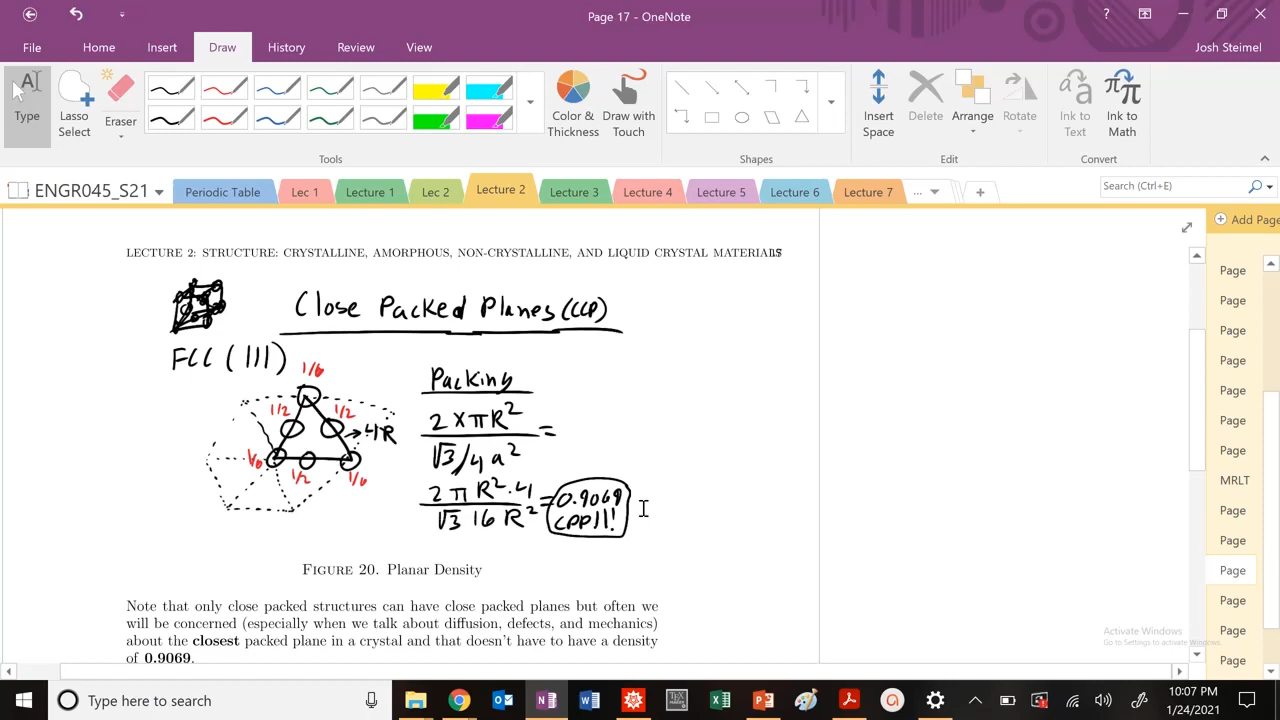 Page 17 - OneNote
?
File
Home
Insert
Draw
History
Review
View
Josh Steimel
Type
Lasso Select
Eraser
Color & Thickness
Draw with Touch
Insert Space
Delete
Arrange
Rotate
Ink to Text
Ink to Math
Tools
Shapes
Edit
Convert
ENGR045_S21
Periodic Table
Lec 1
Lecture 1
Lec 2
Lecture 2
Lecture 3
Lecture 4
Lecture 5
Lecture 6
Lecture 7
...
Search (Ctrl+E)
Add Page
LECTURE 2: STRUCTURE: CRYSTALLINE, AMORPHOUS, NON-CRYSTALLINE, AND LIQUID CRYSTAL MATERIALS
Close Packed Planes (CCP)
FCC (111)
1/6
1/2
1/2
→4R
1/6
1/2
1/6
Packing
2 × πR²
=
√3/4 a²
2 π R² · 4
√3 16 R²
= 0.9069
CPP!!!
FIGURE 20. Planar Density
Note that only close packed structures can have close packed planes but often we
will be concerned (especially when we talk about diffusion, defects, and mechanics)
about the closest packed plane in a crystal and that doesn't have to have a density
of 0.9069.
Page
Page
Page
Page
Page
Page
Page
MRLT
Page
Page
Page
Page
Page
Page
Activate Windows
Go to Settings to activate Windows.
Type here to search
10:07 PM
1/24/2021